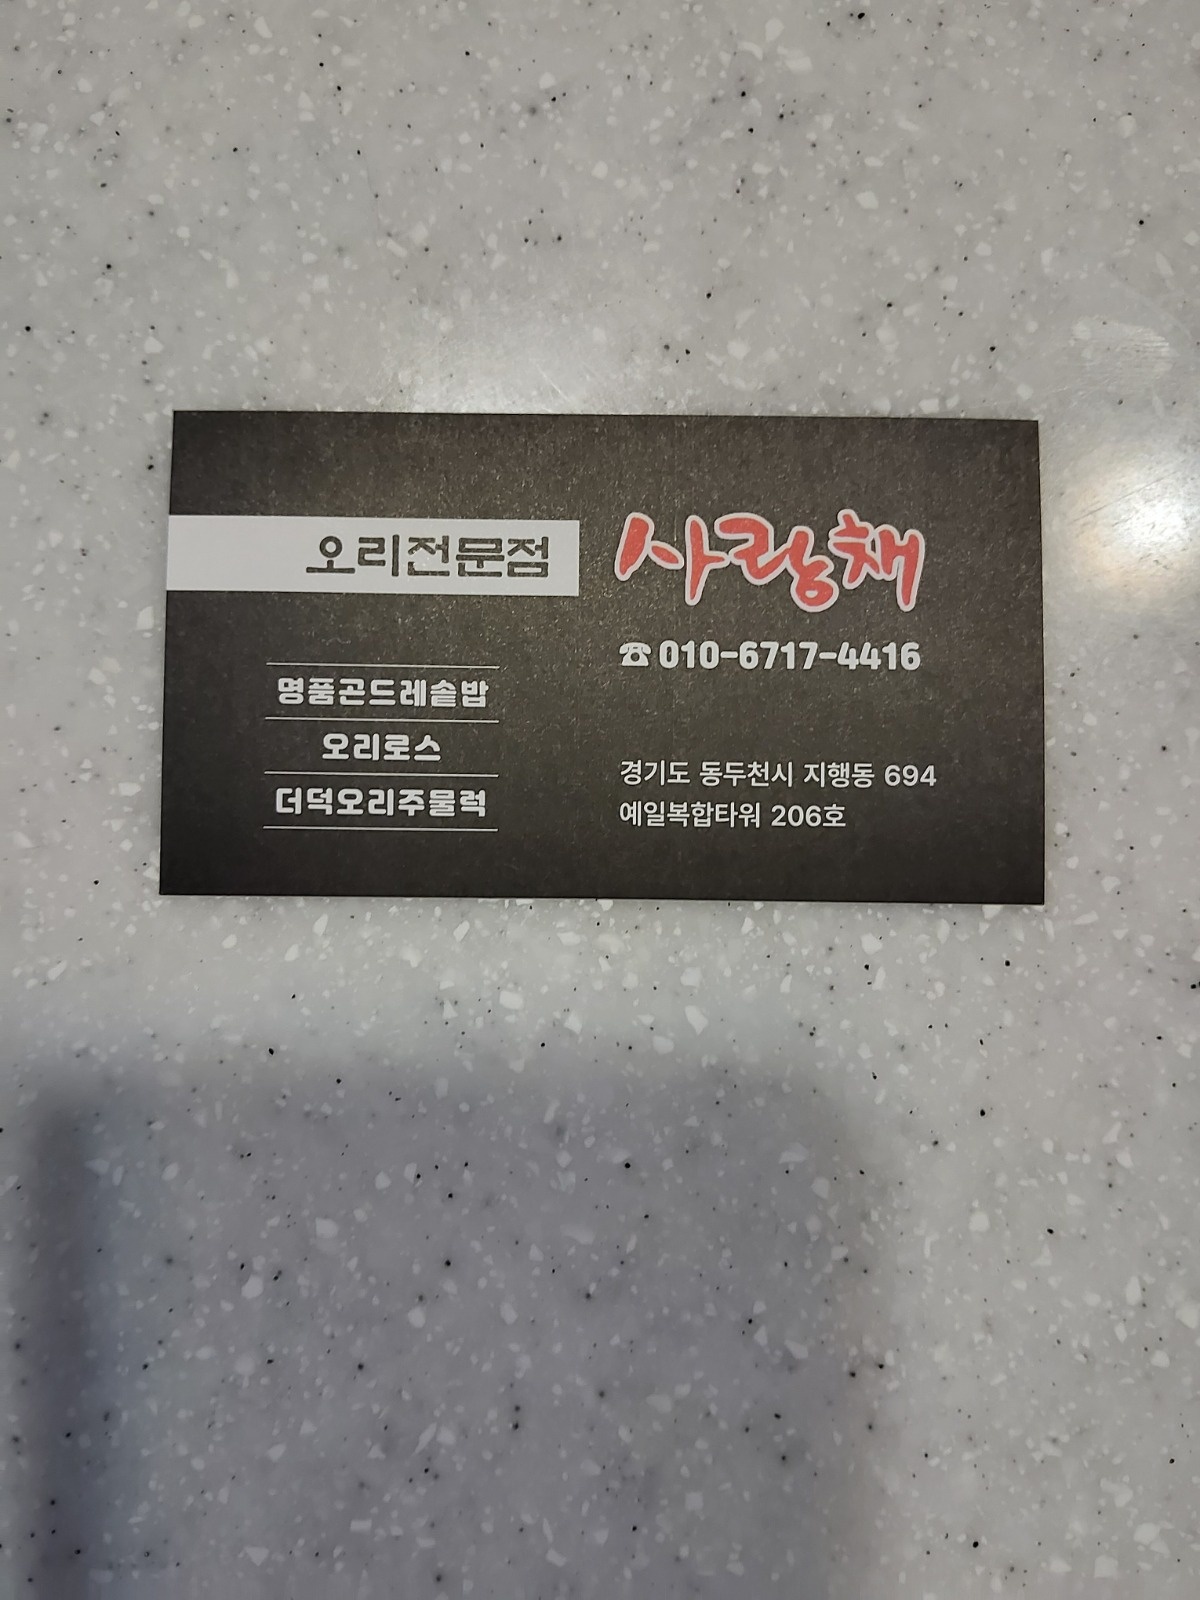 오리전문점
사랑채
☎010-6717-4416
명품곤드레솥밥
오리로스
더덕오리주물럭
경기도 동두천시 지행동 694
예일복합타워 206호